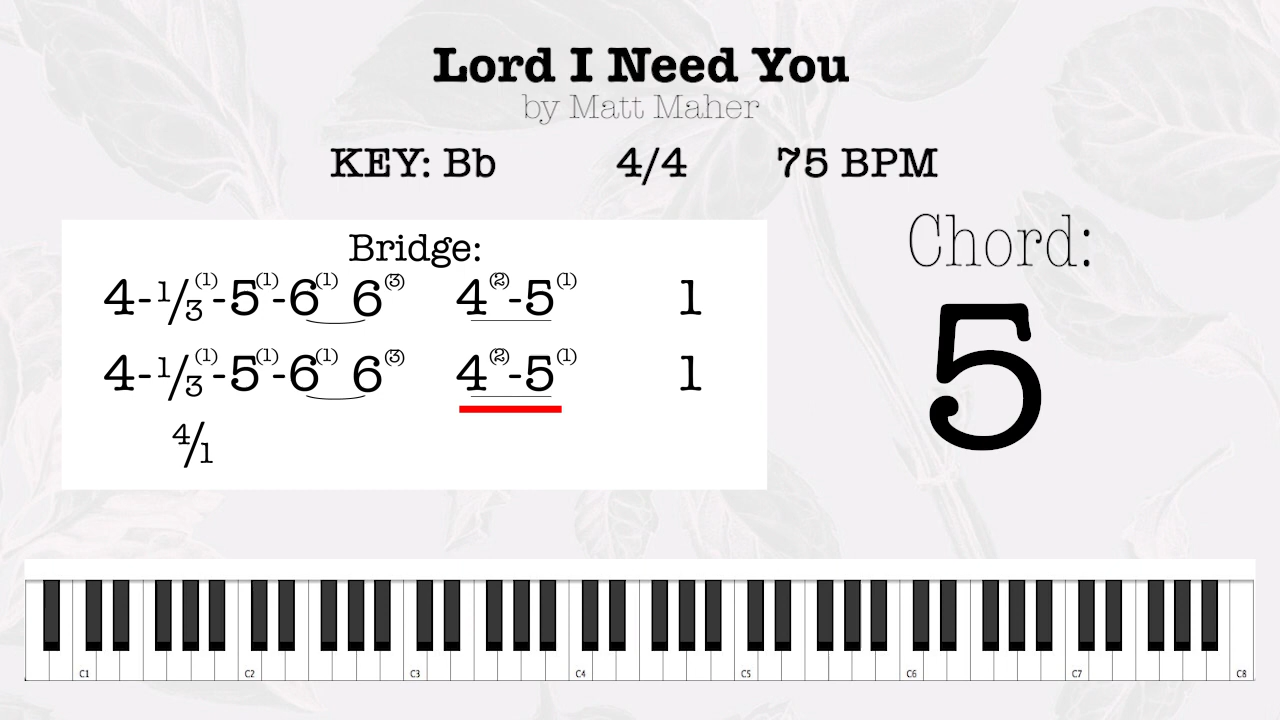 Lord I Need You
by Matt Maher
KEY: Bb 4/4 75 BPM
Bridge:
4-1/3(1)-5(1)-6(1) 6(3) 4(2)-5(1) 1
4-1/3(1)-5(1)-6(1) 6(3) 4(2)-5(1) 1
4/1
Chord:
5
C1 C2 C3 C4 C5 C6 C7 C8